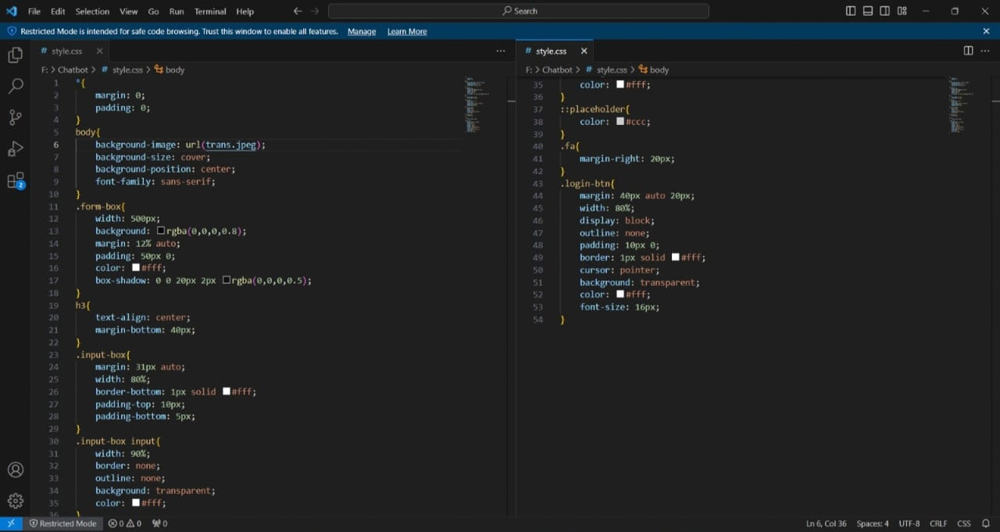 File Edit Selection View Go Run Terminal Help Search
Restricted Mode is intended for safe code browsing. Trust this window to enable all features. Manage Learn More
# style.css
F: > Chatbot > # style.css > body
1 *{
2 margin: 0;
3 padding: 0;
4 }
5 body{
6 background-image: url(trans.jpeg);
7 background-size: cover;
8 background-position: center;
9 font-family: sans-serif;
10 }
11 .form-box{
12 width: 500px;
13 background: rgba(0,0,0,0.8);
14 margin: 12% auto;
15 padding: 50px 0;
16 color: #fff;
17 box-shadow: 0 0 20px 2px rgba(0,0,0,0.5);
18 }
19 h3{
20 text-align: center;
21 margin-bottom: 40px;
22 }
23 .input-box{
24 margin: 31px auto;
25 width: 80%;
26 border-bottom: 1px solid #fff;
27 padding-top: 10px;
28 padding-bottom: 5px;
29 }
30 .input-box input{
31 width: 90%;
32 border: none;
33 outline: none;
34 background: transparent;
35 color: #fff;
36 }
# style.css
F: > Chatbot > # style.css > body
35 color: #fff;
36 }
37 ::placeholder{
38 color: #ccc;
39 }
40 .fa{
41 margin-right: 20px;
42 }
43 .login-btn{
44 margin: 40px auto 20px;
45 width: 80%;
46 display: block;
47 outline: none;
48 padding: 10px 0;
49 border: 1px solid #fff;
50 cursor: pointer;
51 background: transparent;
52 color: #fff;
53 font-size: 16px;
54 }
2
Restricted Mode 0 0 0 Ln 6, Col 36 Spaces: 4 UTF-8 CRLF CSS